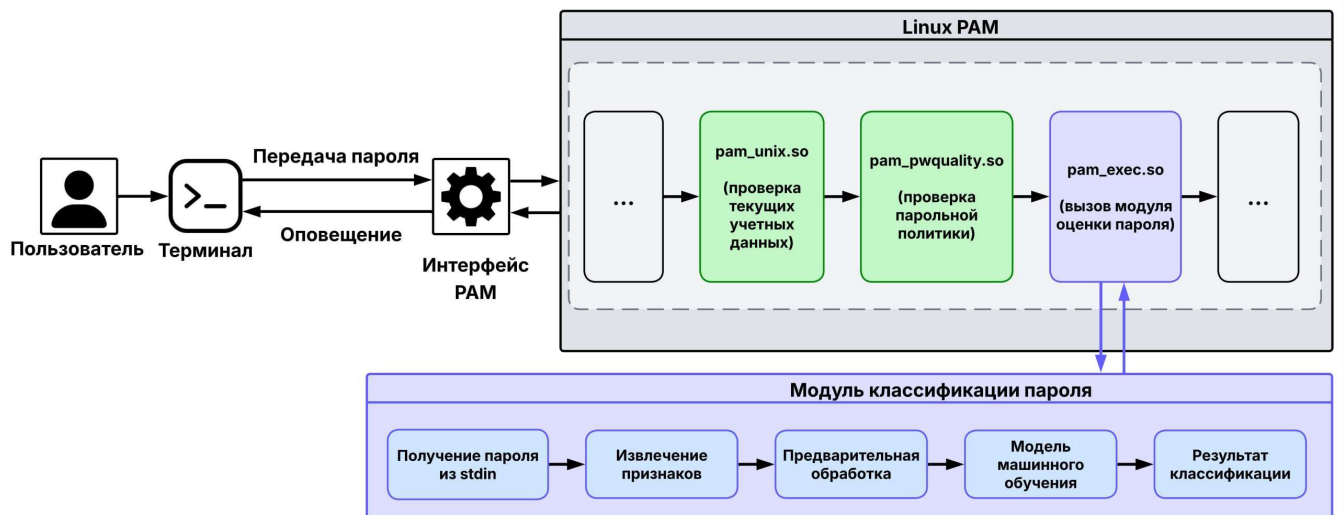 Linux PAM
...
pam_unix.so
(проверка
текущих
учетных
данных)
pam_pwquality.so
(проверка
парольной
политики)
pam_exec.so
(вызов модуля
оценки пароля)
...
Передача пароля
Оповещение
Пользователь
>_
Терминал
Интерфейс
PAM
Модуль классификации пароля
Получение пароля
из stdin
Извлечение
признаков
Предварительная
обработка
Модель
машинного
обучения
Результат
классификации